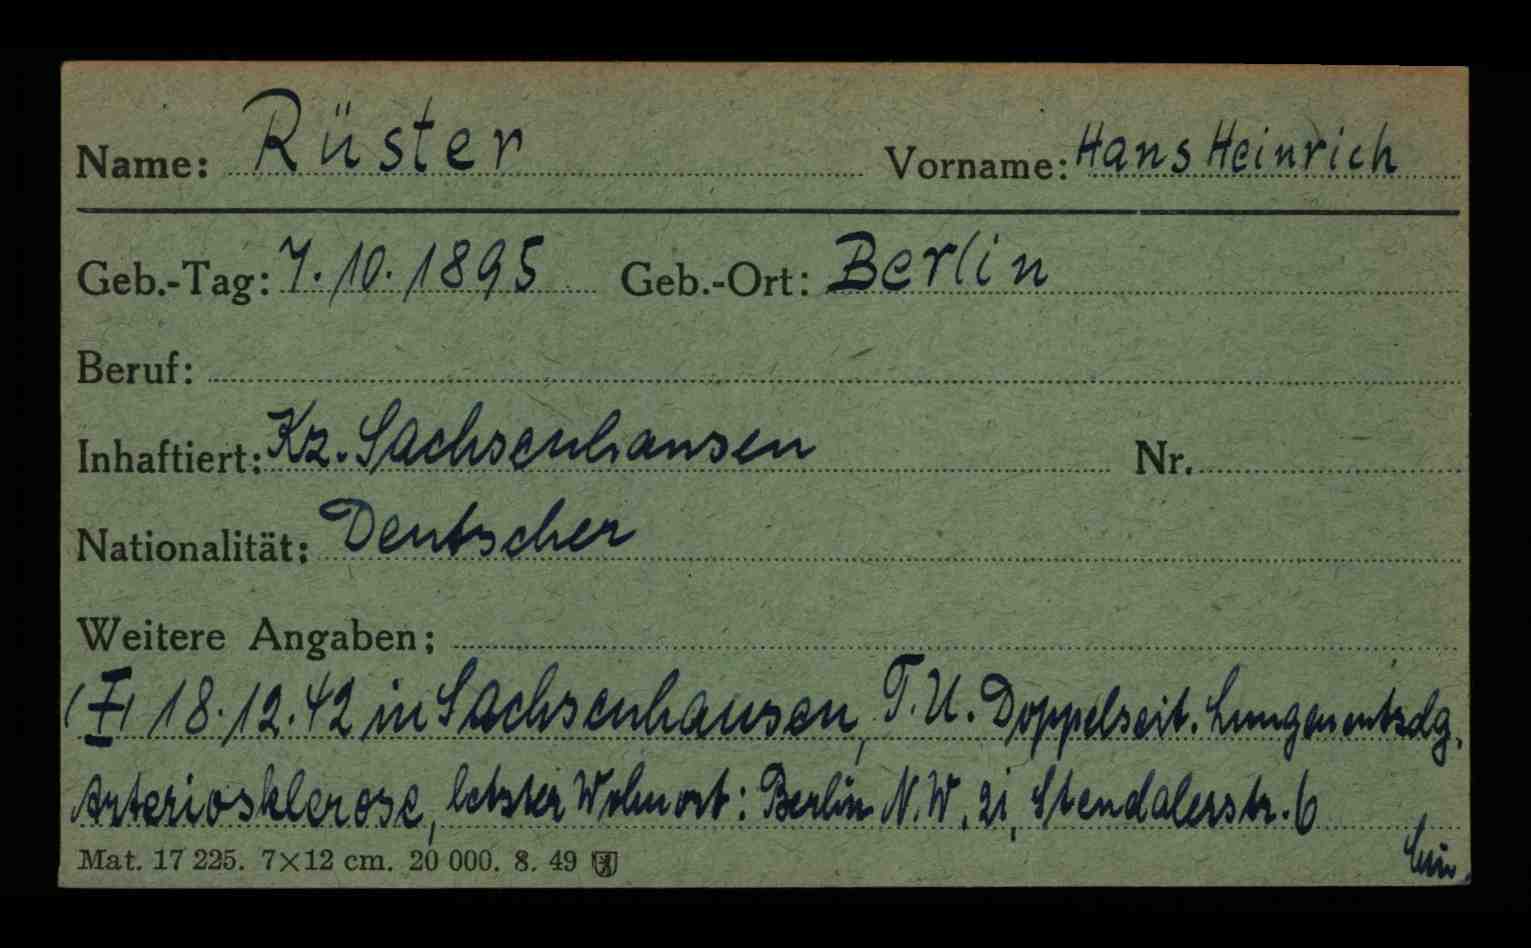 Name: Rüster Vorname: Hans Heinrich
Geb.-Tag: 7.10.1895 Geb.-Ort: Berlin
Beruf:
Inhaftiert: Kz. Sachsenhausen Nr.
Nationalität: Deutscher
Weitere Angaben:
18.12.42 in Sachsenhausen, T.U. Doppelseit. Lungenentzdg.
Arteriosklerose, letzter Wohnort: Berlin N.W. 21, Stendalerstr. 6
Mat. 17 225. 7×12 cm. 20 000. 8. 49